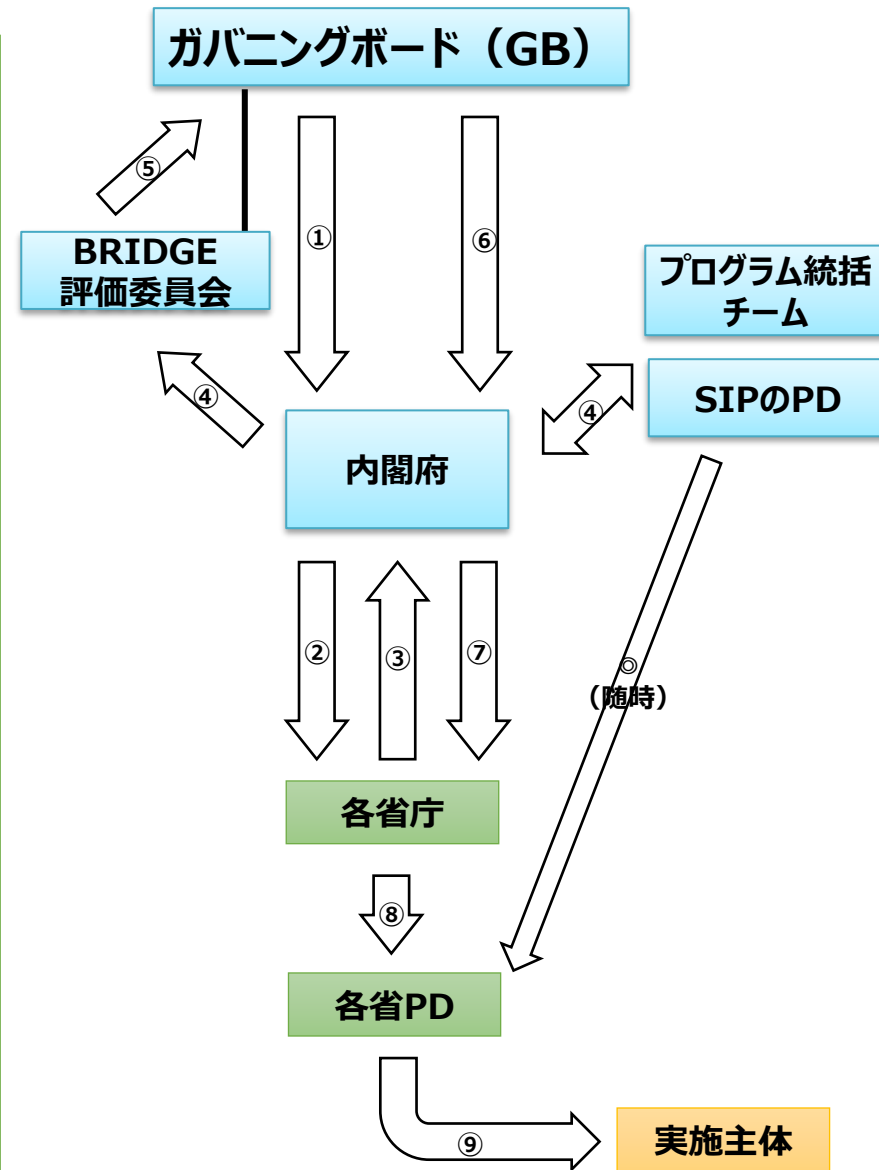 ガバニングボード（GB）
⑤
①
⑥
BRIDGE
評価委員会
プログラム統括
チーム
④
④
SIPのPD
内閣府
②
③
⑦
◎
（随時）
各省庁
⑧
各省PD
⑨
実施主体